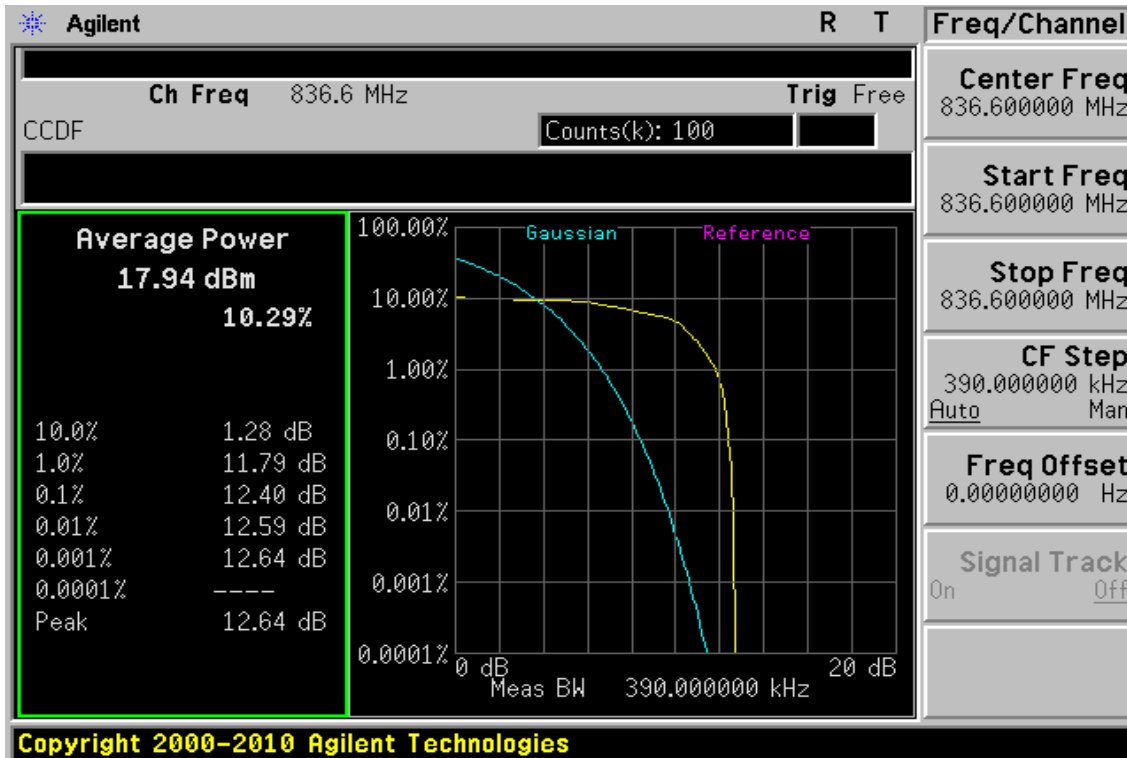 Agilent R T
Ch Freq 836.6 MHz Trig Free
CCDF Counts(k): 100
Average Power
17.94 dBm
10.29%
10.0% 1.28 dB
1.0% 11.79 dB
0.1% 12.40 dB
0.01% 12.59 dB
0.001% 12.64 dB
0.0001% ----
Peak 12.64 dB
Gaussian Reference
100.00%
10.00%
1.00%
0.10%
0.01%
0.001%
0.0001%
0 dB 20 dB
Meas BW 390.000000 kHz
Freq/Channel
Center Freq
836.600000 MHz
Start Freq
836.600000 MHz
Stop Freq
836.600000 MHz
CF Step
390.000000 kHz
Auto Man
Freq Offset
0.00000000 Hz
Signal Track
On Off
Copyright 2000-2010 Agilent Technologies